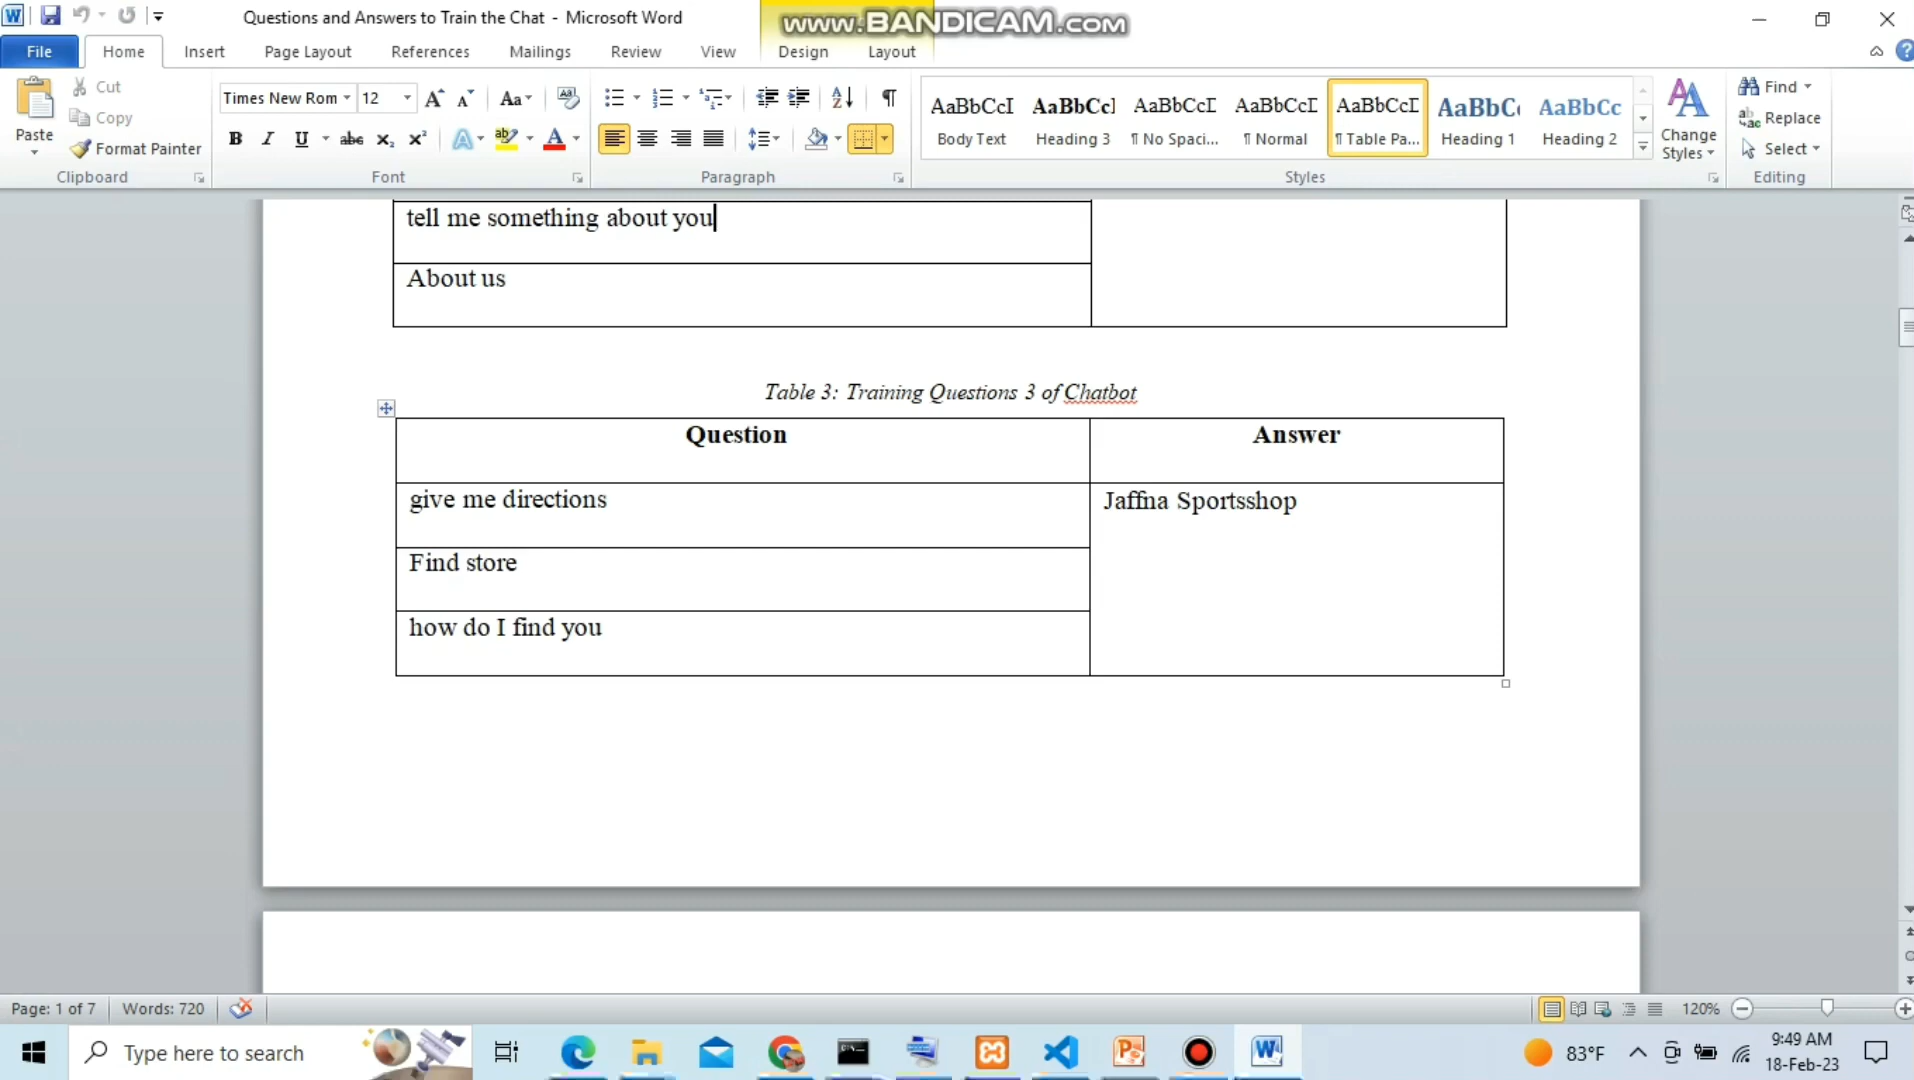 Questions and Answers to Train the Chat - Microsoft Word
www.BANDICAM.com
File Home Insert Page Layout References Mailings Review View Design Layout
Paste
Cut
Copy
Format Painter
Clipboard
Times New Rom 12
Font
Paragraph
AaBbCcI AaBbCcl AaBbCcI AaBbCcI AaBbCcI AaBbC AaBbCc
Body Text Heading 3 ¶ No Spaci... ¶ Normal ¶ Table Pa... Heading 1 Heading 2
Styles
Change
Styles
Find
Replace
Select
Editing
tell me something about you
About us
Table 3: Training Questions 3 of Chatbot
Question Answer
give me directions Jaffna Sportsshop
Find store
how do I find you
Page: 1 of 7 Words: 720 120%
Type here to search
83°F
9:49 AM
18-Feb-23